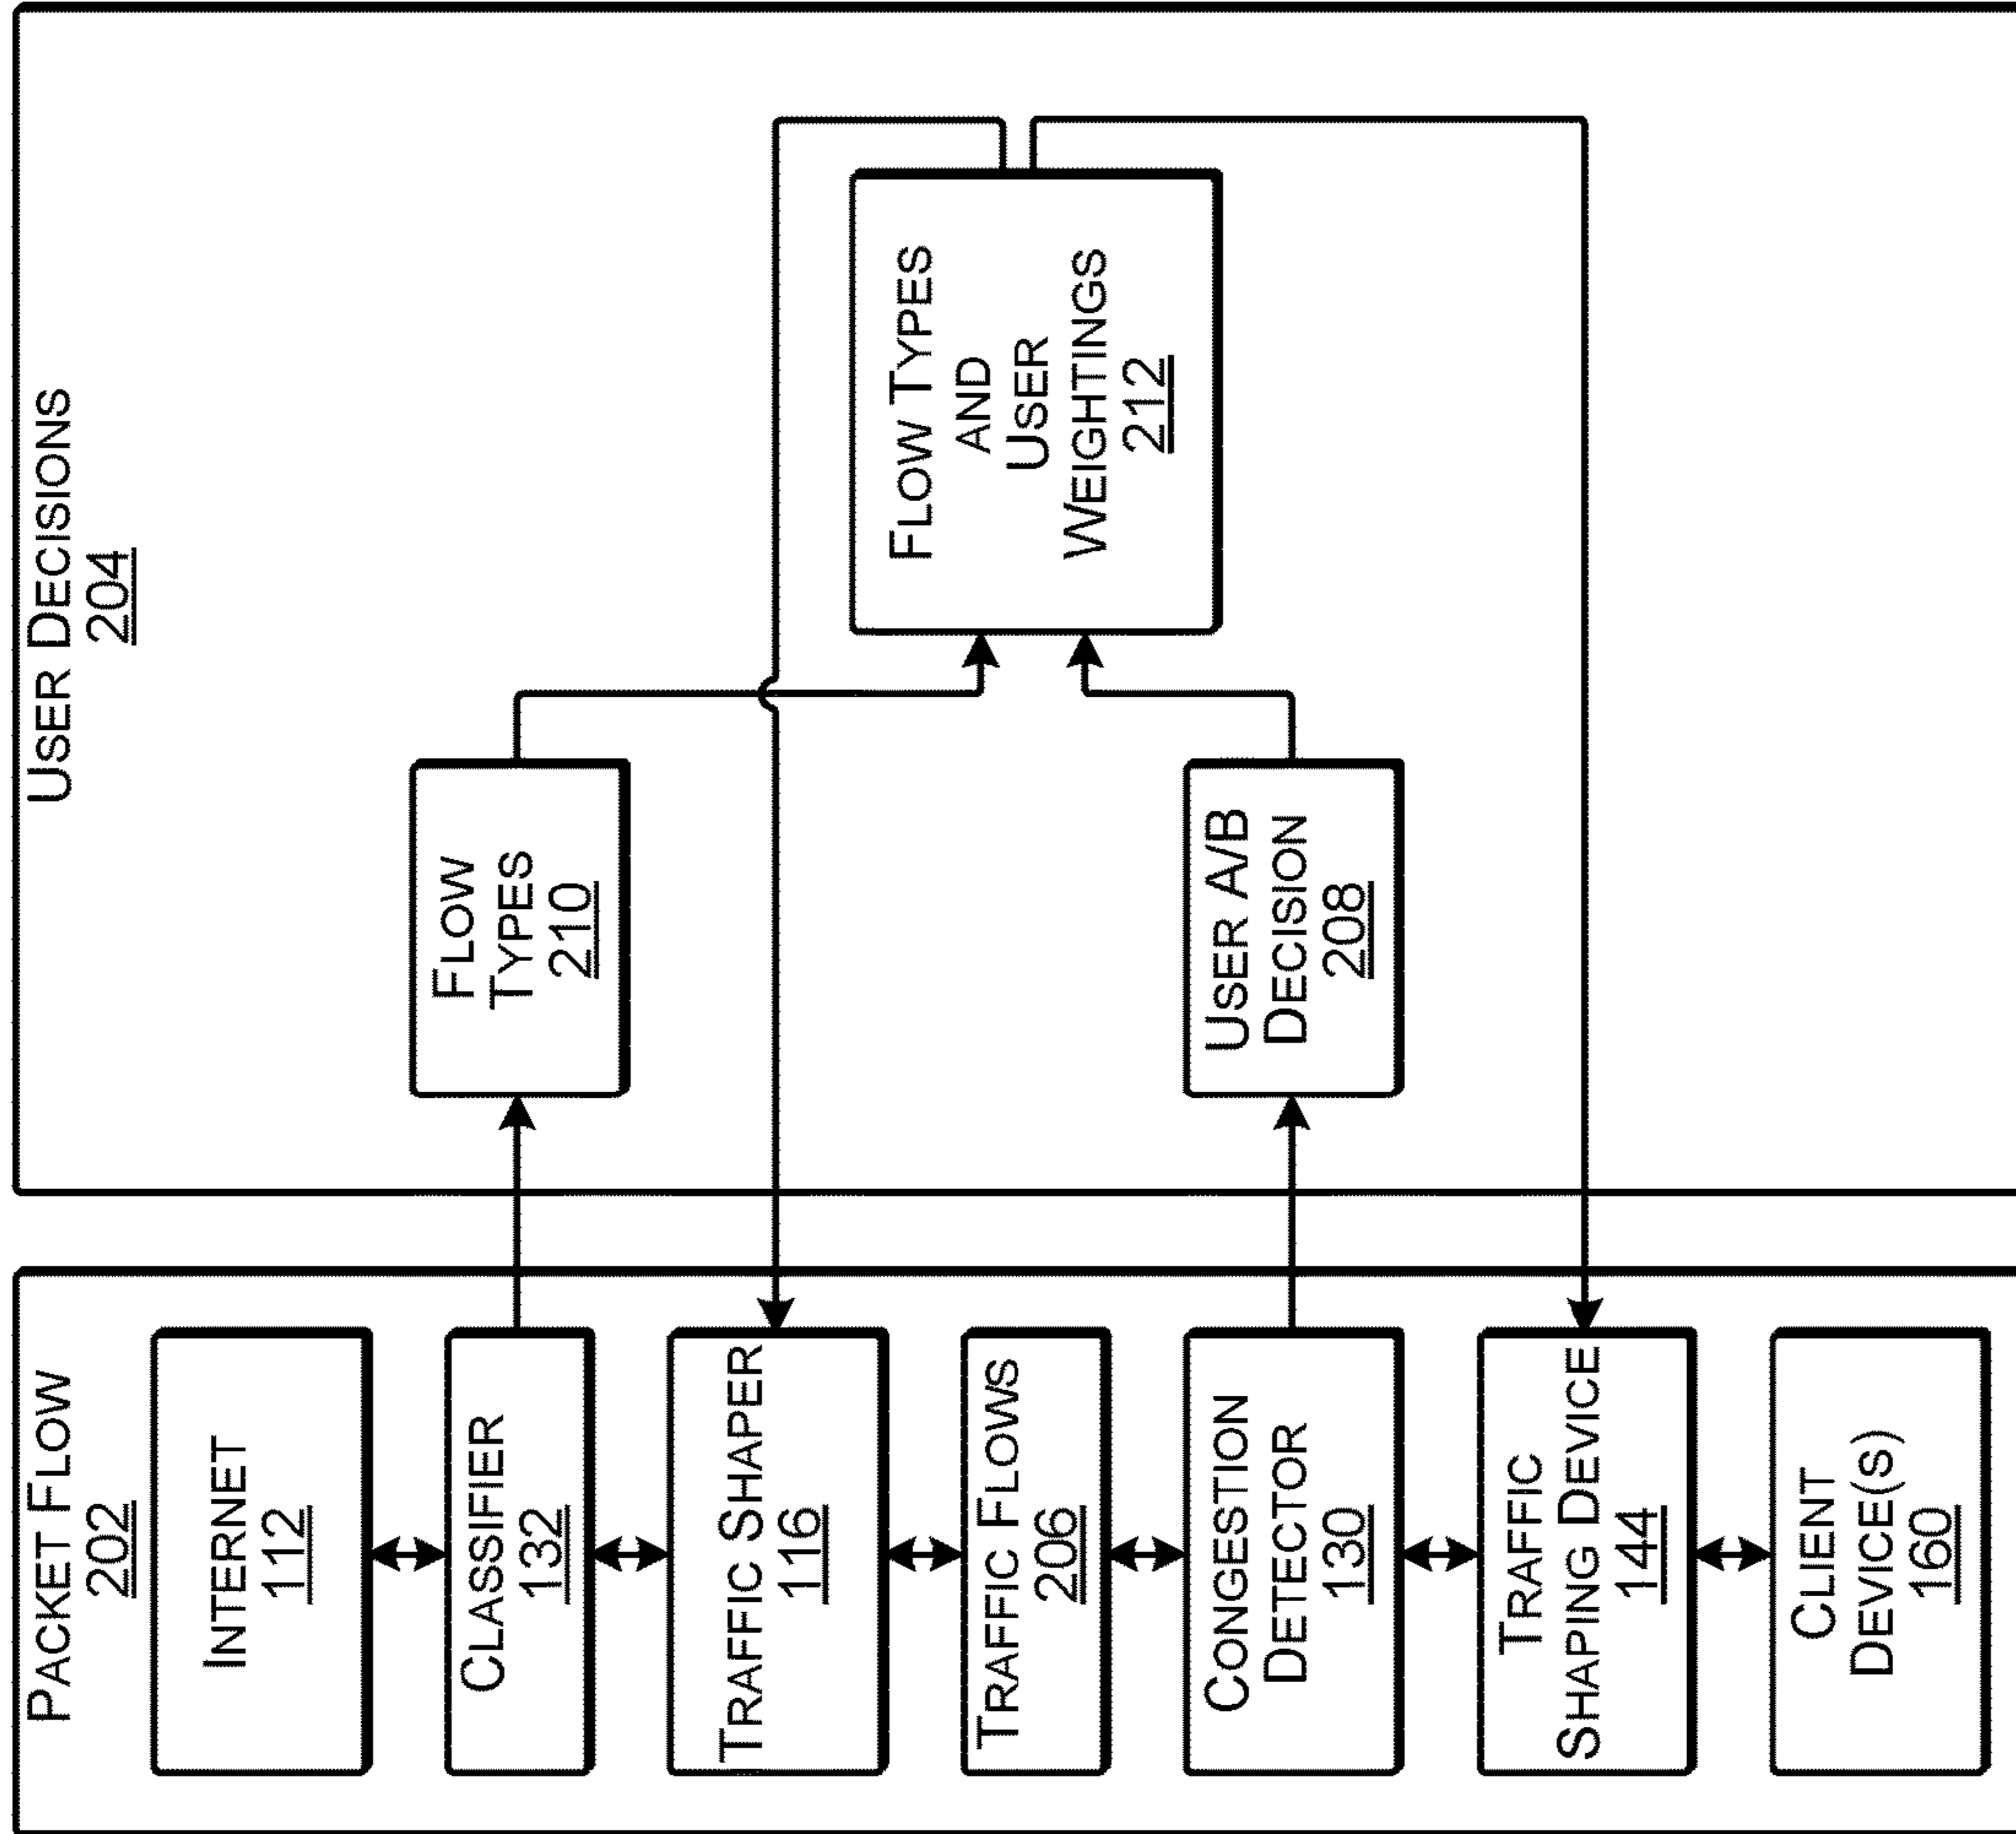 PACKET FLOW
202
INTERNET
112
CLASSIFIER
132
TRAFFIC SHAPER
116
TRAFFIC FLOWS
206
CONGESTION
DETECTOR
130
TRAFFIC
SHAPING DEVICE
144
CLIENT
DEVICE(S)
160
USER DECISIONS
204
FLOW
TYPES
210
USER A/B
DECISION
208
FLOW TYPES
AND
USER
WEIGHTINGS
212